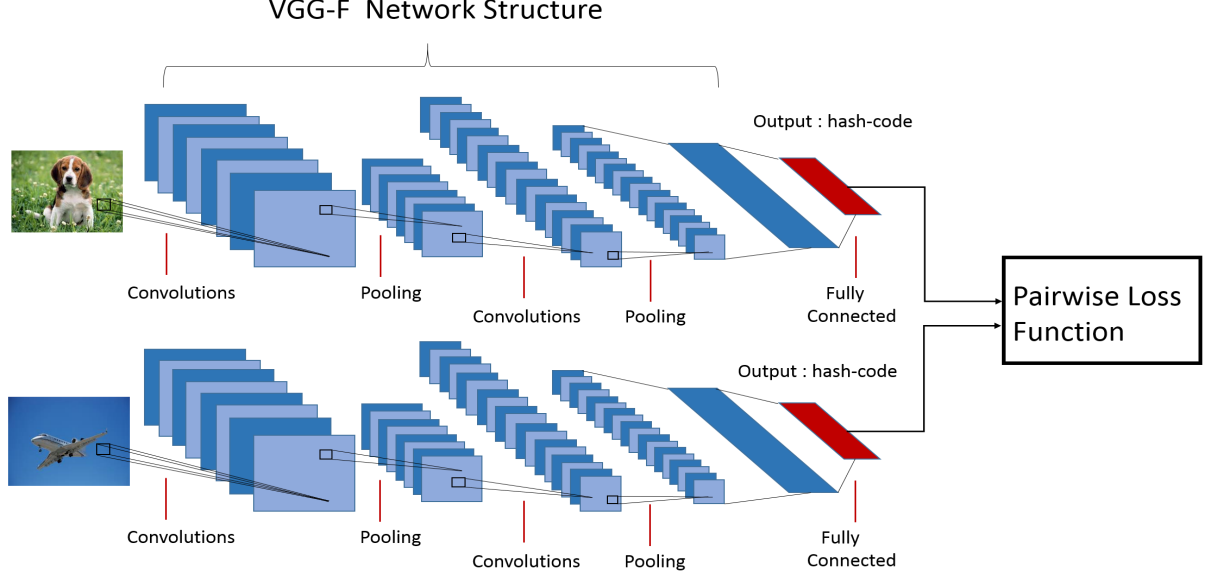 VGG-F Network Structure
Output : hash-code
Convolutions
Pooling
Convolutions
Pooling
Fully
Connected
Pairwise Loss
Function
Output : hash-code
Convolutions
Pooling
Convolutions
Pooling
Fully
Connected